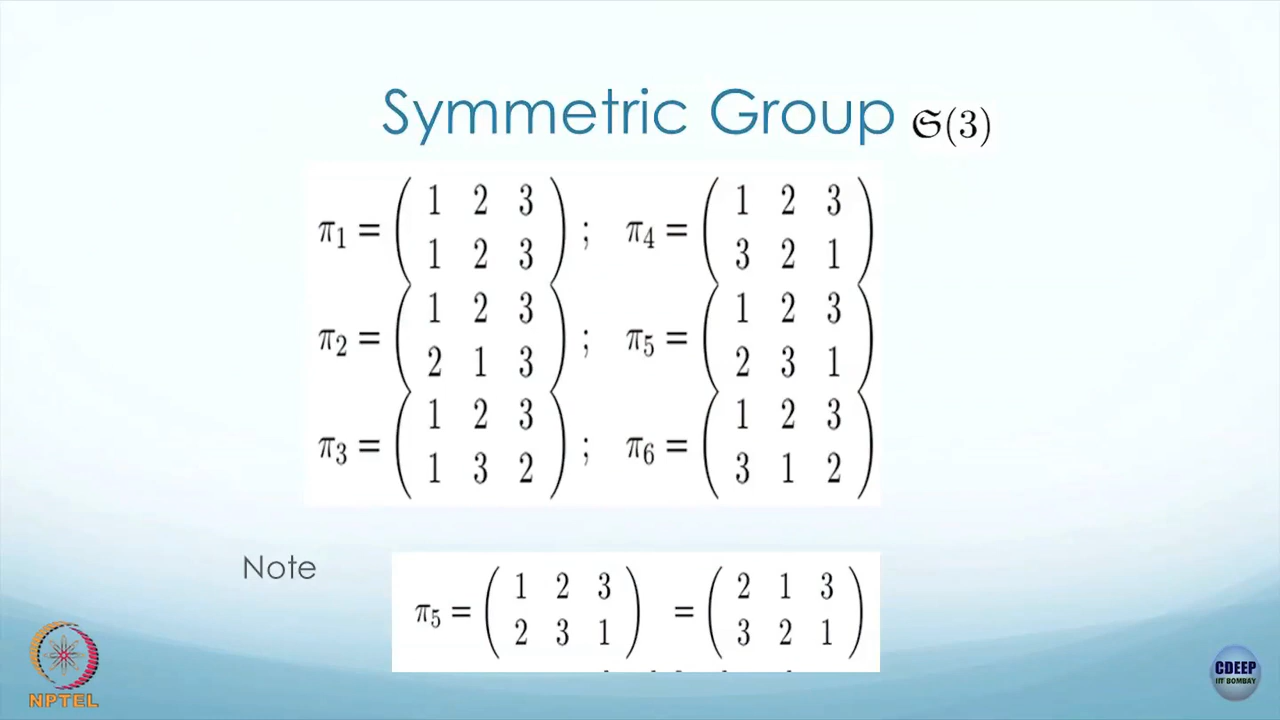 Symmetric Group 𝔖(3)
π₁ = ( 1 2 3 ; 1 2 3 ) ; π₄ = ( 1 2 3 ; 3 2 1 )
π₂ = ( 1 2 3 ; 2 1 3 ) ; π₅ = ( 1 2 3 ; 2 3 1 )
π₃ = ( 1 2 3 ; 1 3 2 ) ; π₆ = ( 1 2 3 ; 3 1 2 )
Note
π₅ = ( 1 2 3 ; 2 3 1 ) = ( 2 1 3 ; 3 2 1 )
NPTEL
CDEEP
IIT BOMBAY